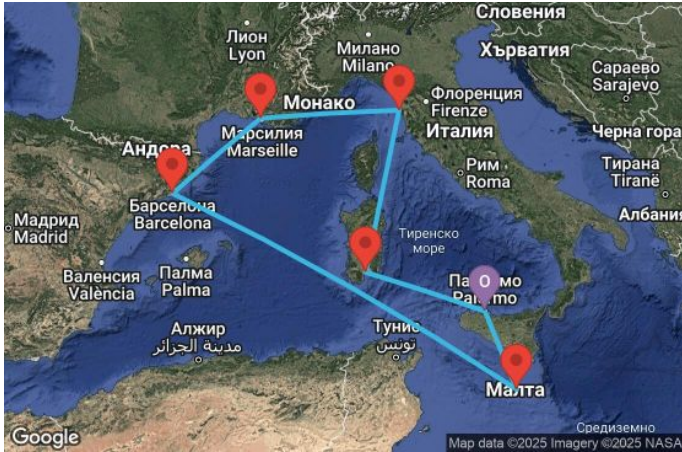 Словения
Лион
Lyon
Милано
Milano
Хърватия
Сараево
Sarajevo
Монако
Флоренция
Firenze
Италия
Марсилия
Marseille
Черна гора
Андора
Рим
Roma
Тирана
Tiranë
Барселона
Barcelona
Албания
Мадрид
Madrid
Тиренско
море
Валенсия
València
Палма
Palma
O
Алжир
مدينة الجزائر
Тунис
تونس
Малта
Средиземно
Google
Map data ©2025 Imagery ©2025 NASA